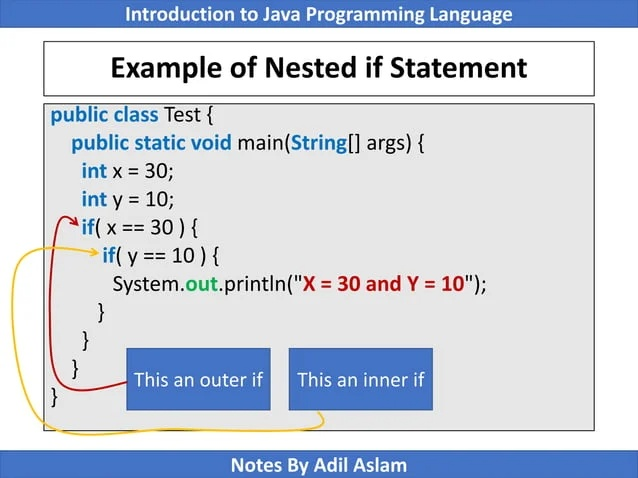 Introduction to Java Programming Language
Example of Nested if Statement
public class Test {
public static void main(String[] args) {
int x = 30;
int y = 10;
if( x == 30 ) {
if( y == 10 ) {
System.out.println("X = 30 and Y = 10");
}
}
}
}
This an outer if
This an inner if
Notes By Adil Aslam